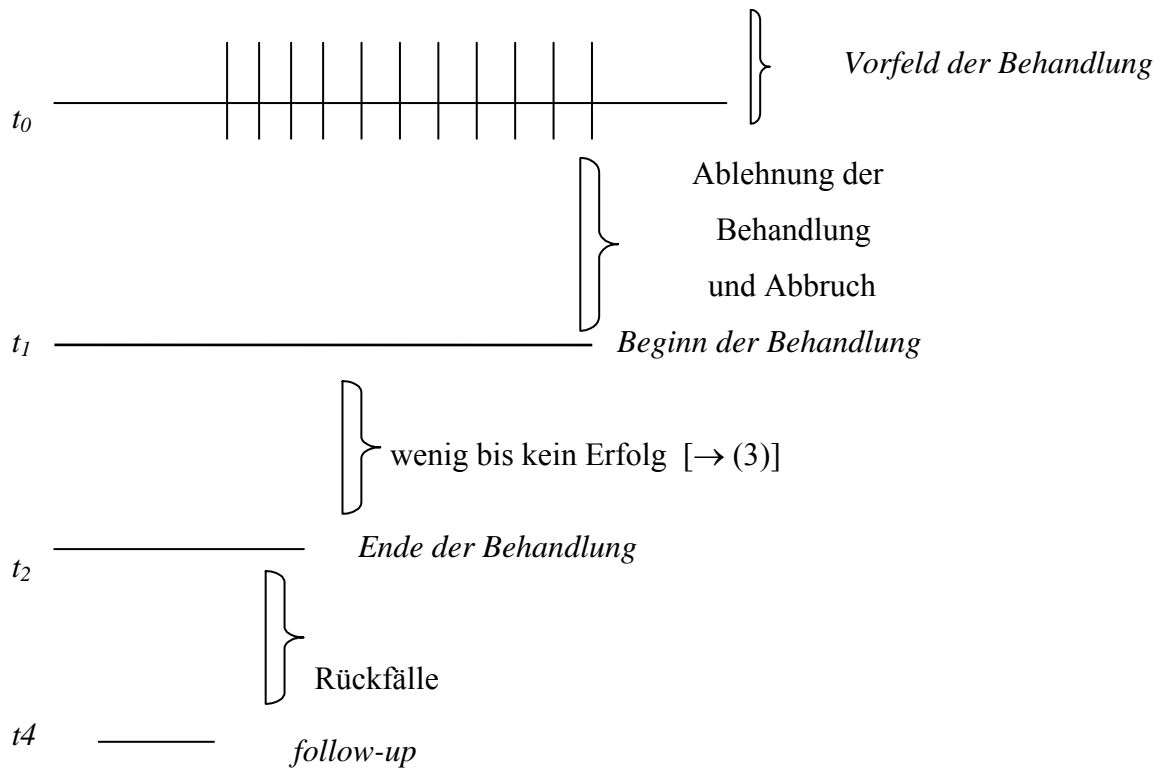 Vorfeld der Behandlung
t0
Ablehnung der
Behandlung
und Abbruch
t1
Beginn der Behandlung
wenig bis kein Erfolg [→ (3)]
Ende der Behandlung
t2
Rückfälle
t4
follow-up